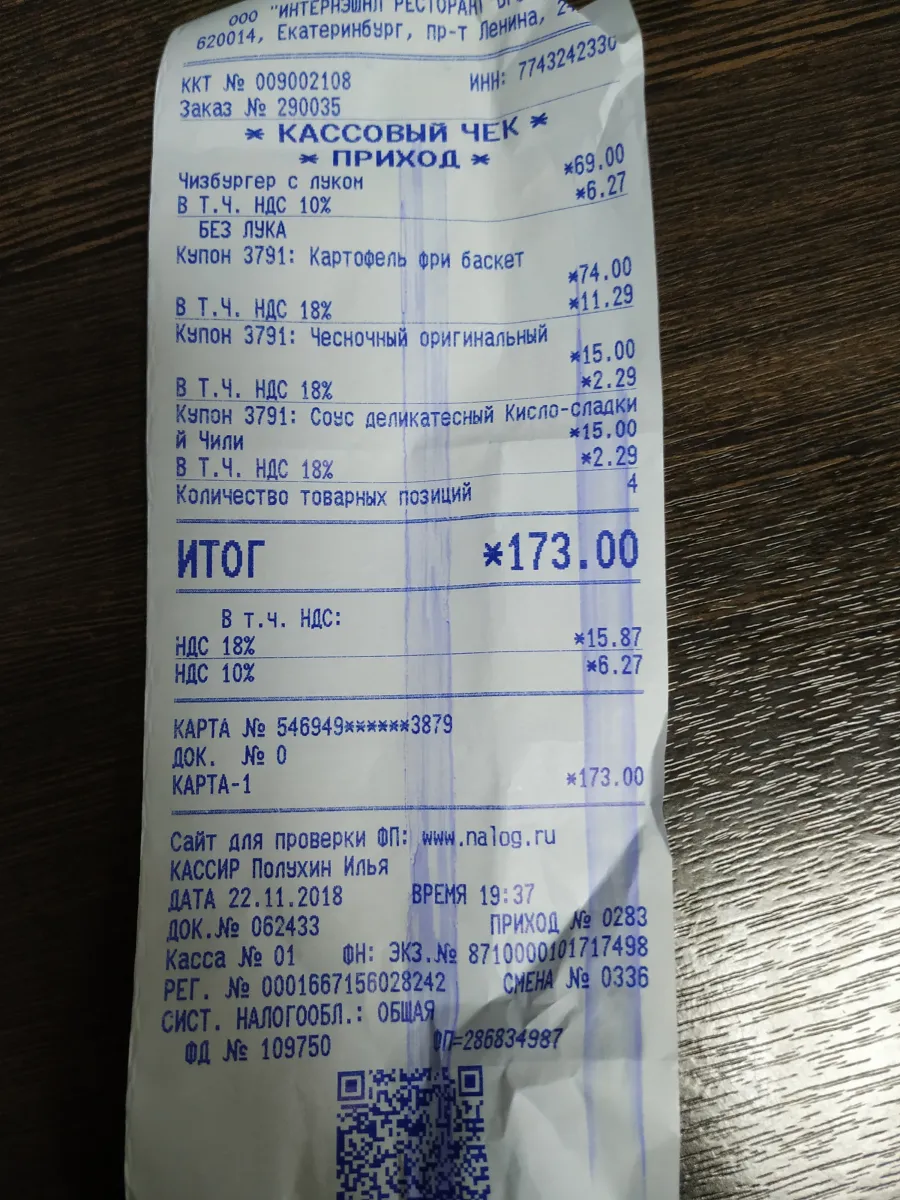 ООО "ИНТЕРНЭШНЛ РЕСТОРАНТ
620014, Екатеринбург, пр-т Ленина,
ККТ № 009002108 ИНН: 7743242330
Заказ № 290035
* КАССОВЫЙ ЧЕК *
* ПРИХОД *
Чизбургер с луком *69.00
В Т.Ч. НДС 10% *6.27
БЕЗ ЛУКА
Купон 3791: Картофель фри баскет
*74.00
В Т.Ч. НДС 18% *11.29
Купон 3791: Чесночный оригинальный
*15.00
В Т.Ч. НДС 18% *2.29
Купон 3791: Соус деликатесный Кисло-сладки
й Чили *15.00
В Т.Ч. НДС 18% *2.29
Количество товарных позиций 4
ИТОГ *173.00
В т.ч. НДС:
НДС 18% *15.87
НДС 10% *6.27
КАРТА № 546949******3879
ДОК. № 0
КАРТА-1 *173.00
Сайт для проверки ФП: www.nalog.ru
КАССИР Полухин Илья
ДАТА 22.11.2018 ВРЕМЯ 19:37
ДОК.№ 062433 ПРИХОД № 0283
Касса № 01 ФН: ЭКЗ.№ 8710000101717498
РЕГ. № 0001667156028242 СМЕНА № 0336
СИСТ. НАЛОГООБЛ.: ОБЩАЯ
ФД № 109750 ФП=286834987